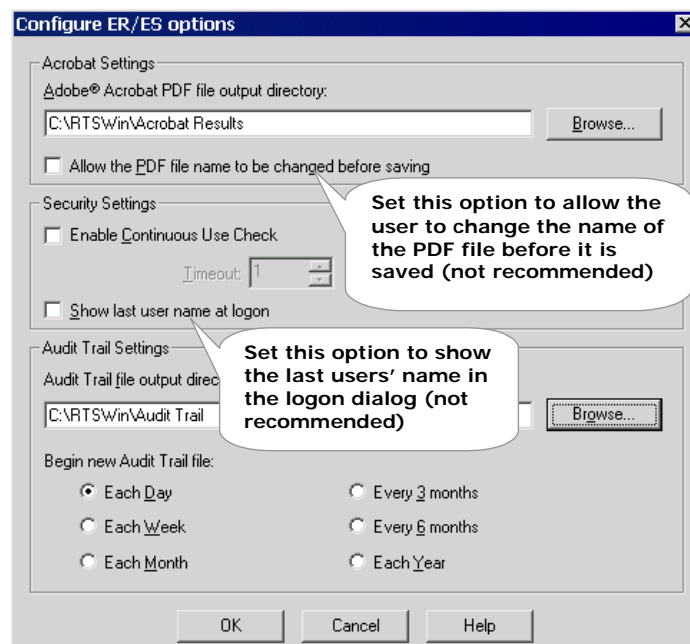 Configure ER/ES options
Acrobat Settings
Adobe® Acrobat PDF file output directory:
C:\RTSWin\Acrobat Results
Browse...
Allow the PDF file name to be changed before saving
Set this option to allow the
user to change the name of
the PDF file before it is
saved (not recommended)
Security Settings
Enable Continuous Use Check
Timeout: 1
Show last user name at logon
Set this option to show
the last users’ name in
the logon dialog (not
recommended)
Audit Trail Settings
Audit Trail file output direc
C:\RTSWin\Audit Trail
Browse...
Begin new Audit Trail file:
Each Day
Every 3 months
Each Week
Every 6 months
Each Month
Each Year
OK
Cancel
Help